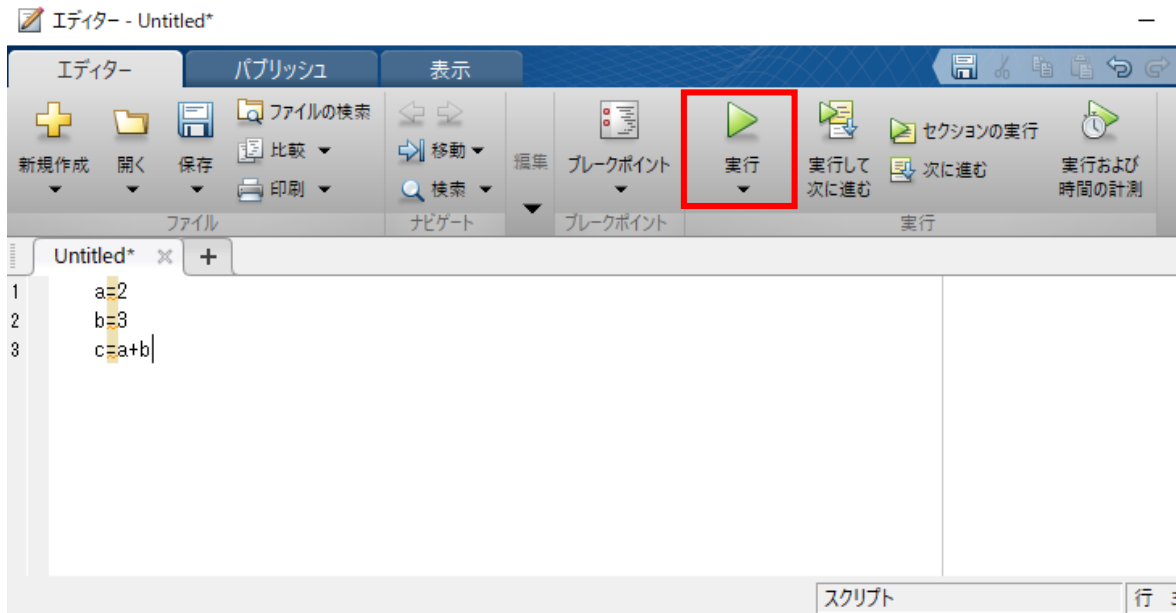 エディター - Untitled*
エディター パブリッシュ 表示
新規作成 開く 保存 ファイルの検索 比較 印刷
移動 検索
編集
ブレークポイント
実行
実行して
次に進む
セクションの実行
次に進む
実行および
時間の計測
ファイル ナビゲート ブレークポイント 実行
Untitled*
1 a=2
2 b=3
3 c=a+b
スクリプト 行